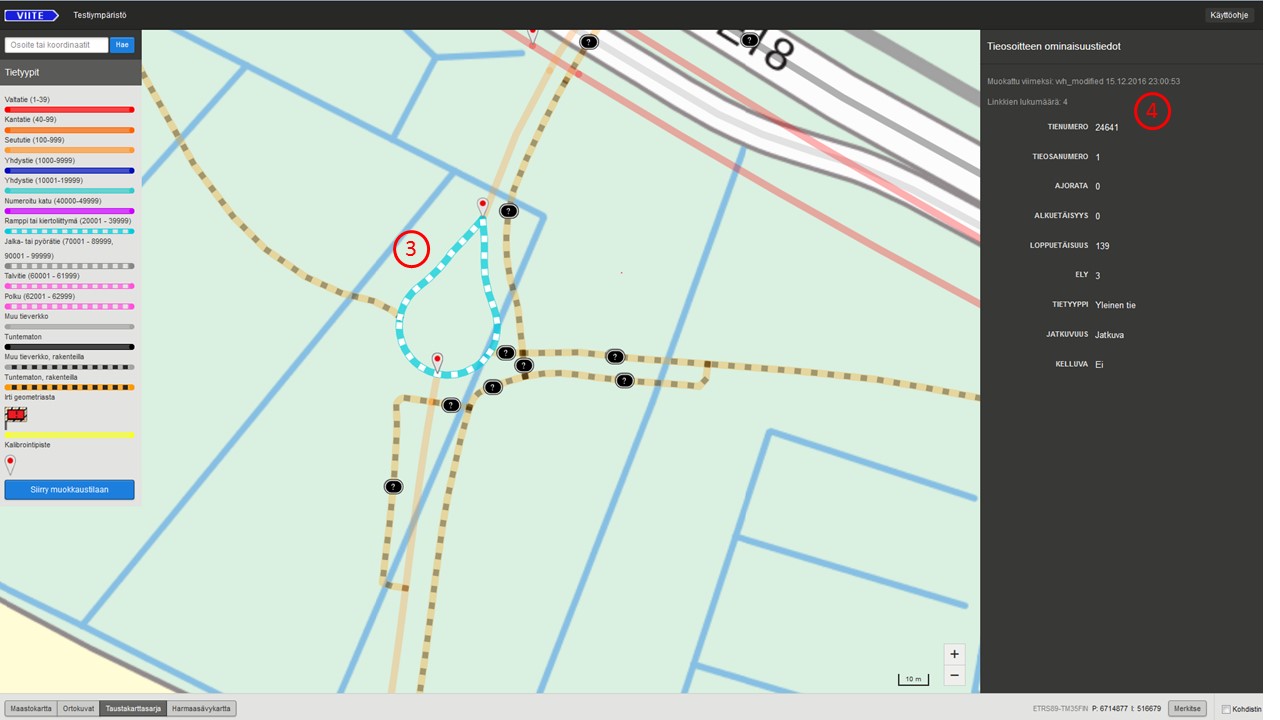 VIITE
Testiympäristö
Käyttöohje
Osoite tai koordinaatit
Hae
Tietyypit
Valtatie (1-39)
Kantatie (40-99)
Seututie (100-999)
Yhdystie (1000-9999)
Yhdystie (10001-19999)
Numeroitu katu (40000-49999)
Ramppi tai kiertoliittymä (20001 - 39999)
Jalka- tai pyörätie (70001 - 89999,
90001 - 99999)
Talvitie (60001 - 61999)
Polku (62001 - 62999)
Muu tieverkko
Tuntematon
Muu tieverkko, rakenteilla
Tuntematon, rakenteilla
Irti geometriasta
Kalibrointipiste
Siirry muokkaustilaan
E18
?
?
?
?
?
?
?
?
?
?
3
+
−
10 m
Tieosoitteen ominaisuustiedot
Muokattu viimeksi: vvh_modified 15.12.2016 23:00:53
Linkkien lukumäärä: 4
4
TIENUMERO 24641
TIEOSANUMERO 1
AJORATA 0
ALKUETÄISYYS 0
LOPPUETÄISUUS 139
ELY 3
TIETYYPPI Yleinen tie
JATKUVUUS Jatkuva
KELLUVA Ei
Maastokartta
Ortokuvat
Taustakarttasarja
Harmaasävykartta
ETRS89-TM35FIN P: 6714877 I: 516679
Merkitse
Kohdistin